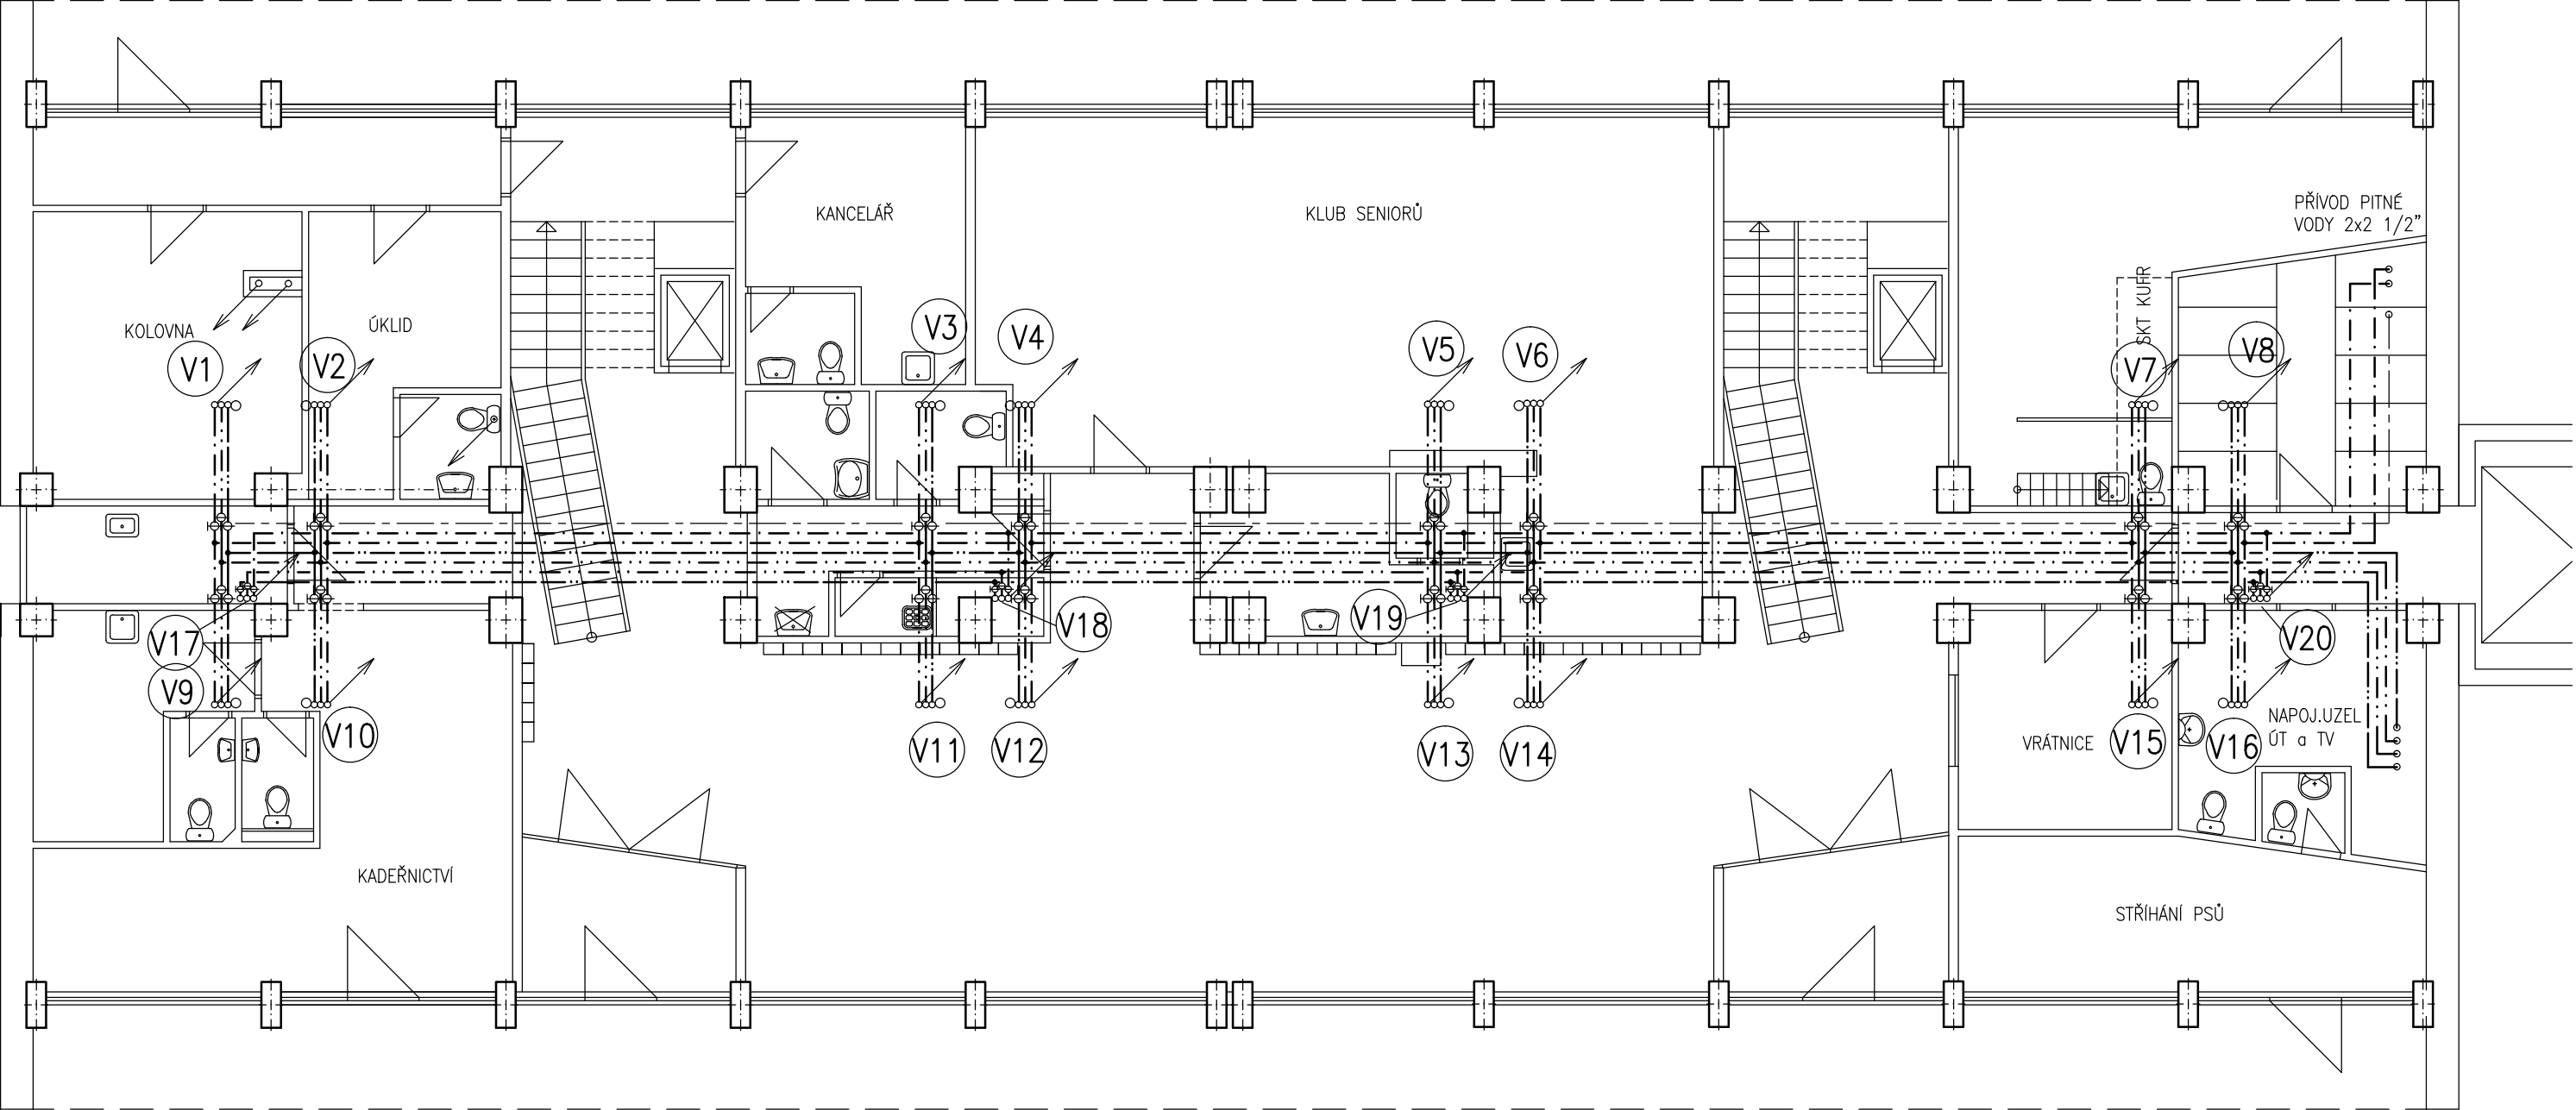 PŘÍVOD PITNÉ
VODY 2x2 1/2"
KANCELÁŘ
KLUB SENIORŮ
SKT KUFR
KOLOVNA
ÚKLID
V1
V2
V3
V4
V5
V6
V7
V8
V17
V18
V19
V20
V9
V10
V11
V12
V13
V14
V15
V16
VRÁTNICE
NAPOJ.UZEL
ÚT a TV
KADEŘNICTVÍ
STŘÍHÁNÍ PSŮ